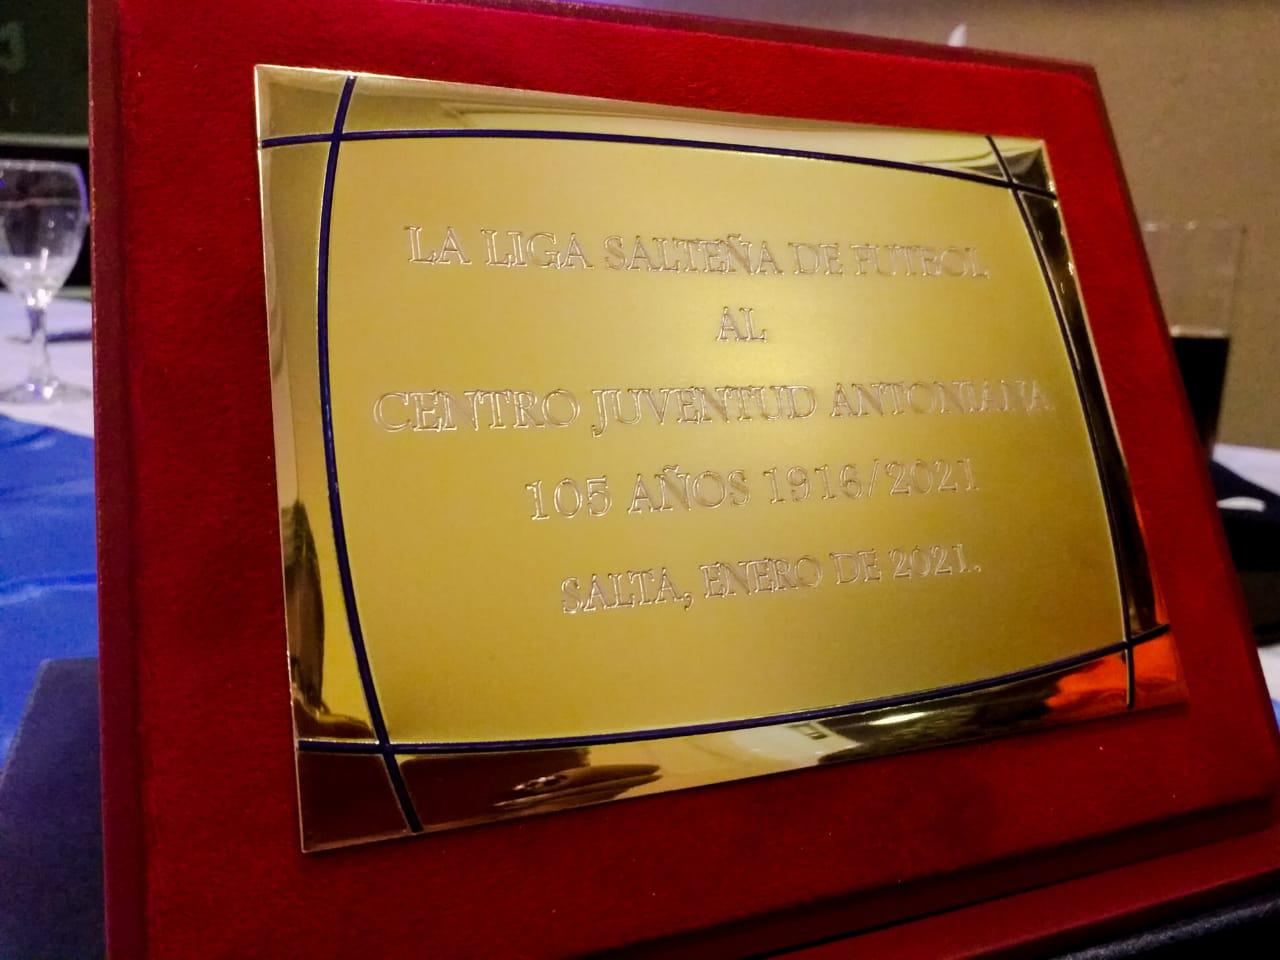 LA LIGA SALTEÑA DE FUTBOL
AL
CENTRO JUVENTUD ANTONIANA
105 AÑOS 1916/2021
SALTA, ENERO DE 2021.